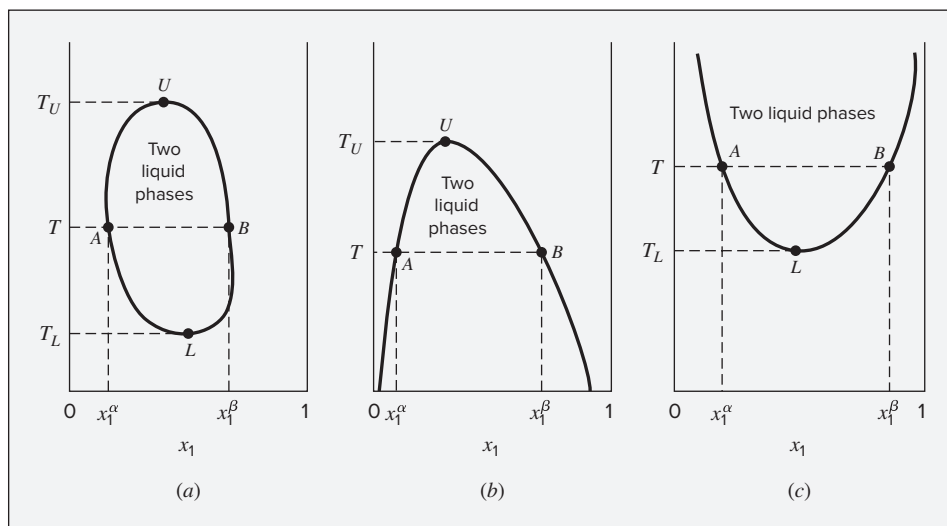 U
T_U
Two
liquid
phases
T
A
B
T_L
L
0
x_1^α
x_1^β
1
x_1
(a)
U
T_U
Two
liquid
phases
T
A
B
0
x_1^α
x_1^β
1
x_1
(b)
Two liquid phases
A
B
T
T_L
L
0
x_1^α
x_1^β
1
x_1
(c)